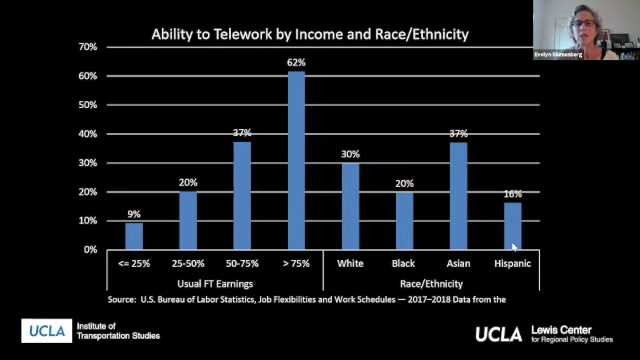 Ability to Telework by Income and Race/Ethnicity
Evelyn Blumenberg
70%
60%
50%
40%
30%
20%
10%
0%
9%
20%
37%
62%
30%
20%
37%
16%
<= 25%
25-50%
50-75%
> 75%
White
Black
Asian
Hispanic
Usual FT Earnings
Race/Ethnicity
Source: U.S. Bureau of Labor Statistics, Job Flexibilities and Work Schedules — 2017–2018 Data from the
UCLA
Institute of
Transportation Studies
UCLA
Lewis Center
for Regional Policy Studies